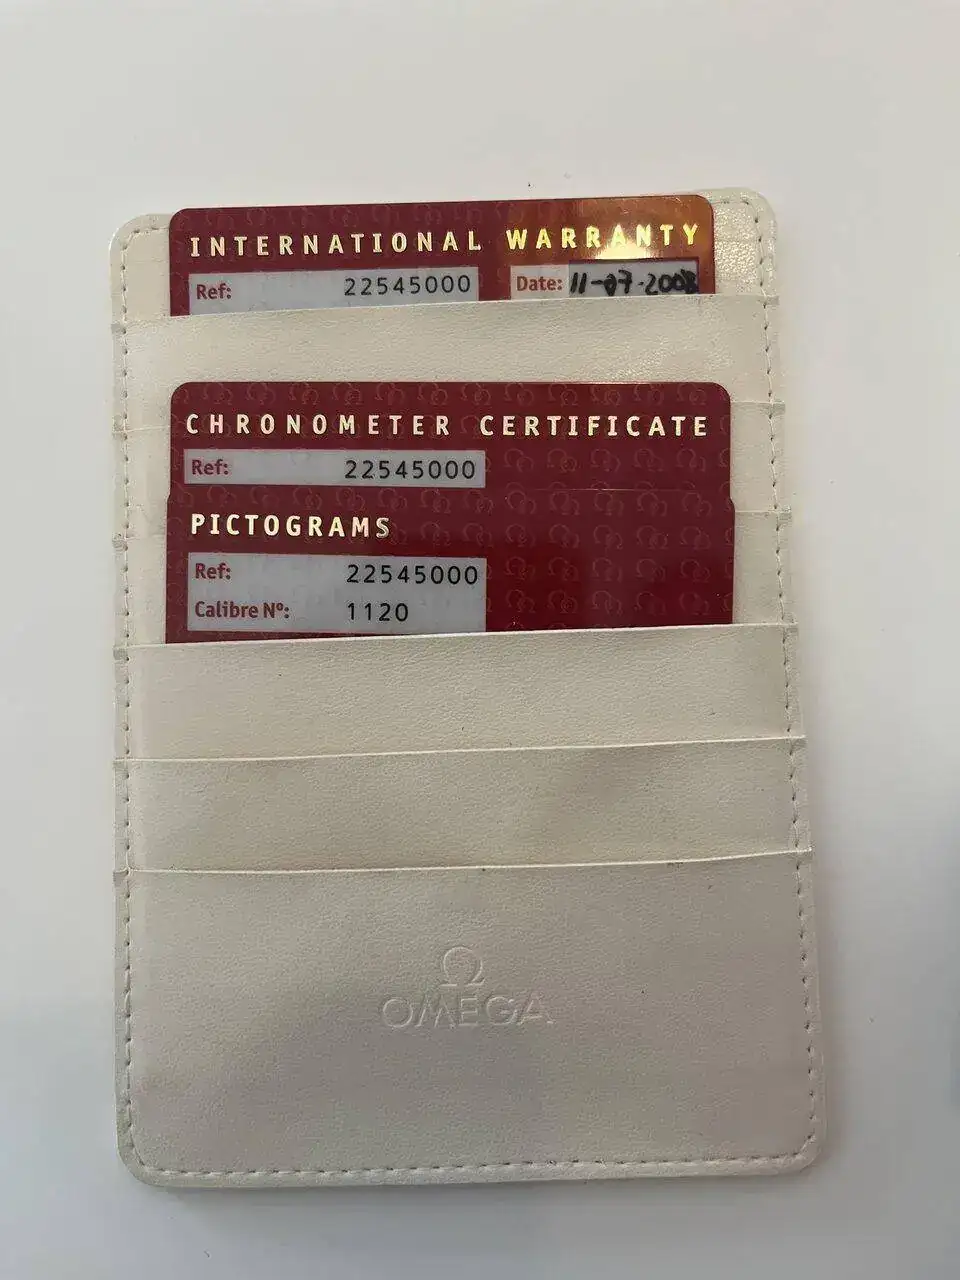 INTERNATIONAL WARRANTY
Ref: 22545000 Date: 11-07-2008
CHRONOMETER CERTIFICATE
Ref: 22545000
PICTOGRAMS
Ref: 22545000
Calibre Nº: 1120
Ω
OMEGA